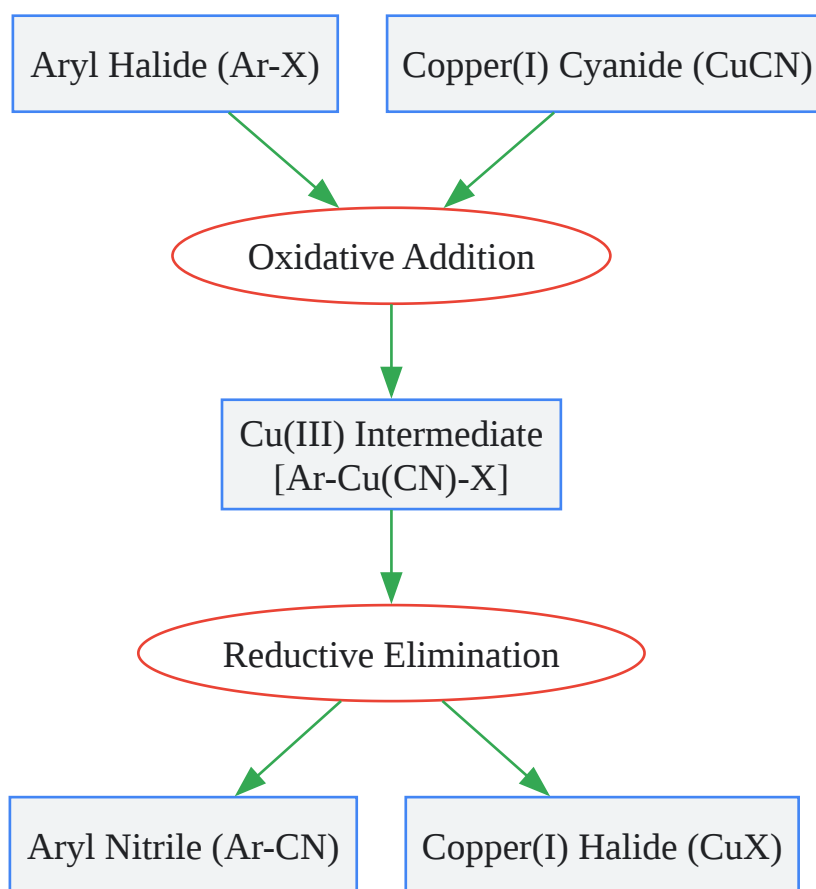 Aryl Halide (Ar-X)
Copper(I) Cyanide (CuCN)
Oxidative Addition
Cu(III) Intermediate
[Ar-Cu(CN)-X]
Reductive Elimination
Aryl Nitrile (Ar-CN)
Copper(I) Halide (CuX)